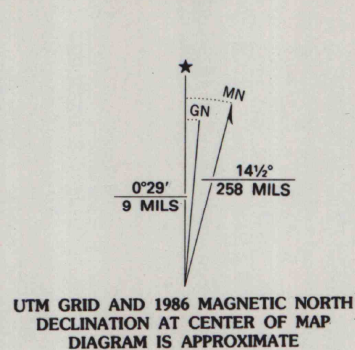 ★
MN
GN
0°29′
9 MILS
14½°
258 MILS
UTM GRID AND 1986 MAGNETIC NORTH
DECLINATION AT CENTER OF MAP
DIAGRAM IS APPROXIMATE